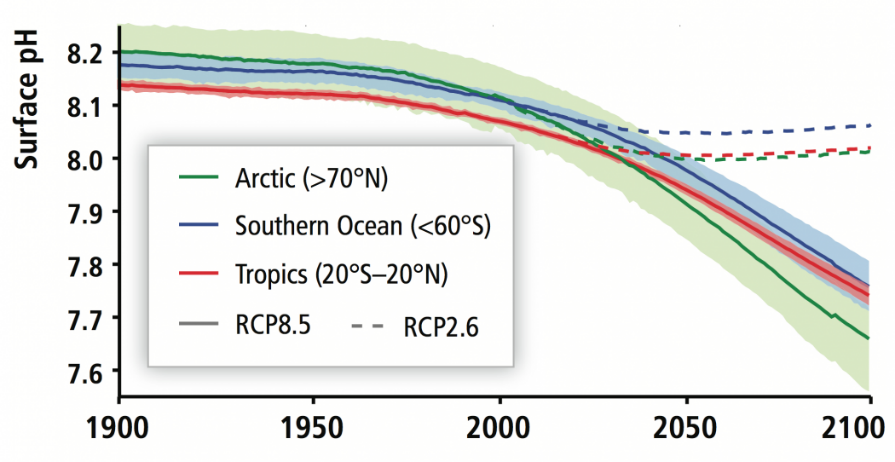 Surface pH
8.2
8.1
8.0
7.9
7.8
7.7
7.6
Arctic (>70°N)
Southern Ocean (<60°S)
Tropics (20°S–20°N)
RCP8.5 RCP2.6
1900 1950 2000 2050 2100